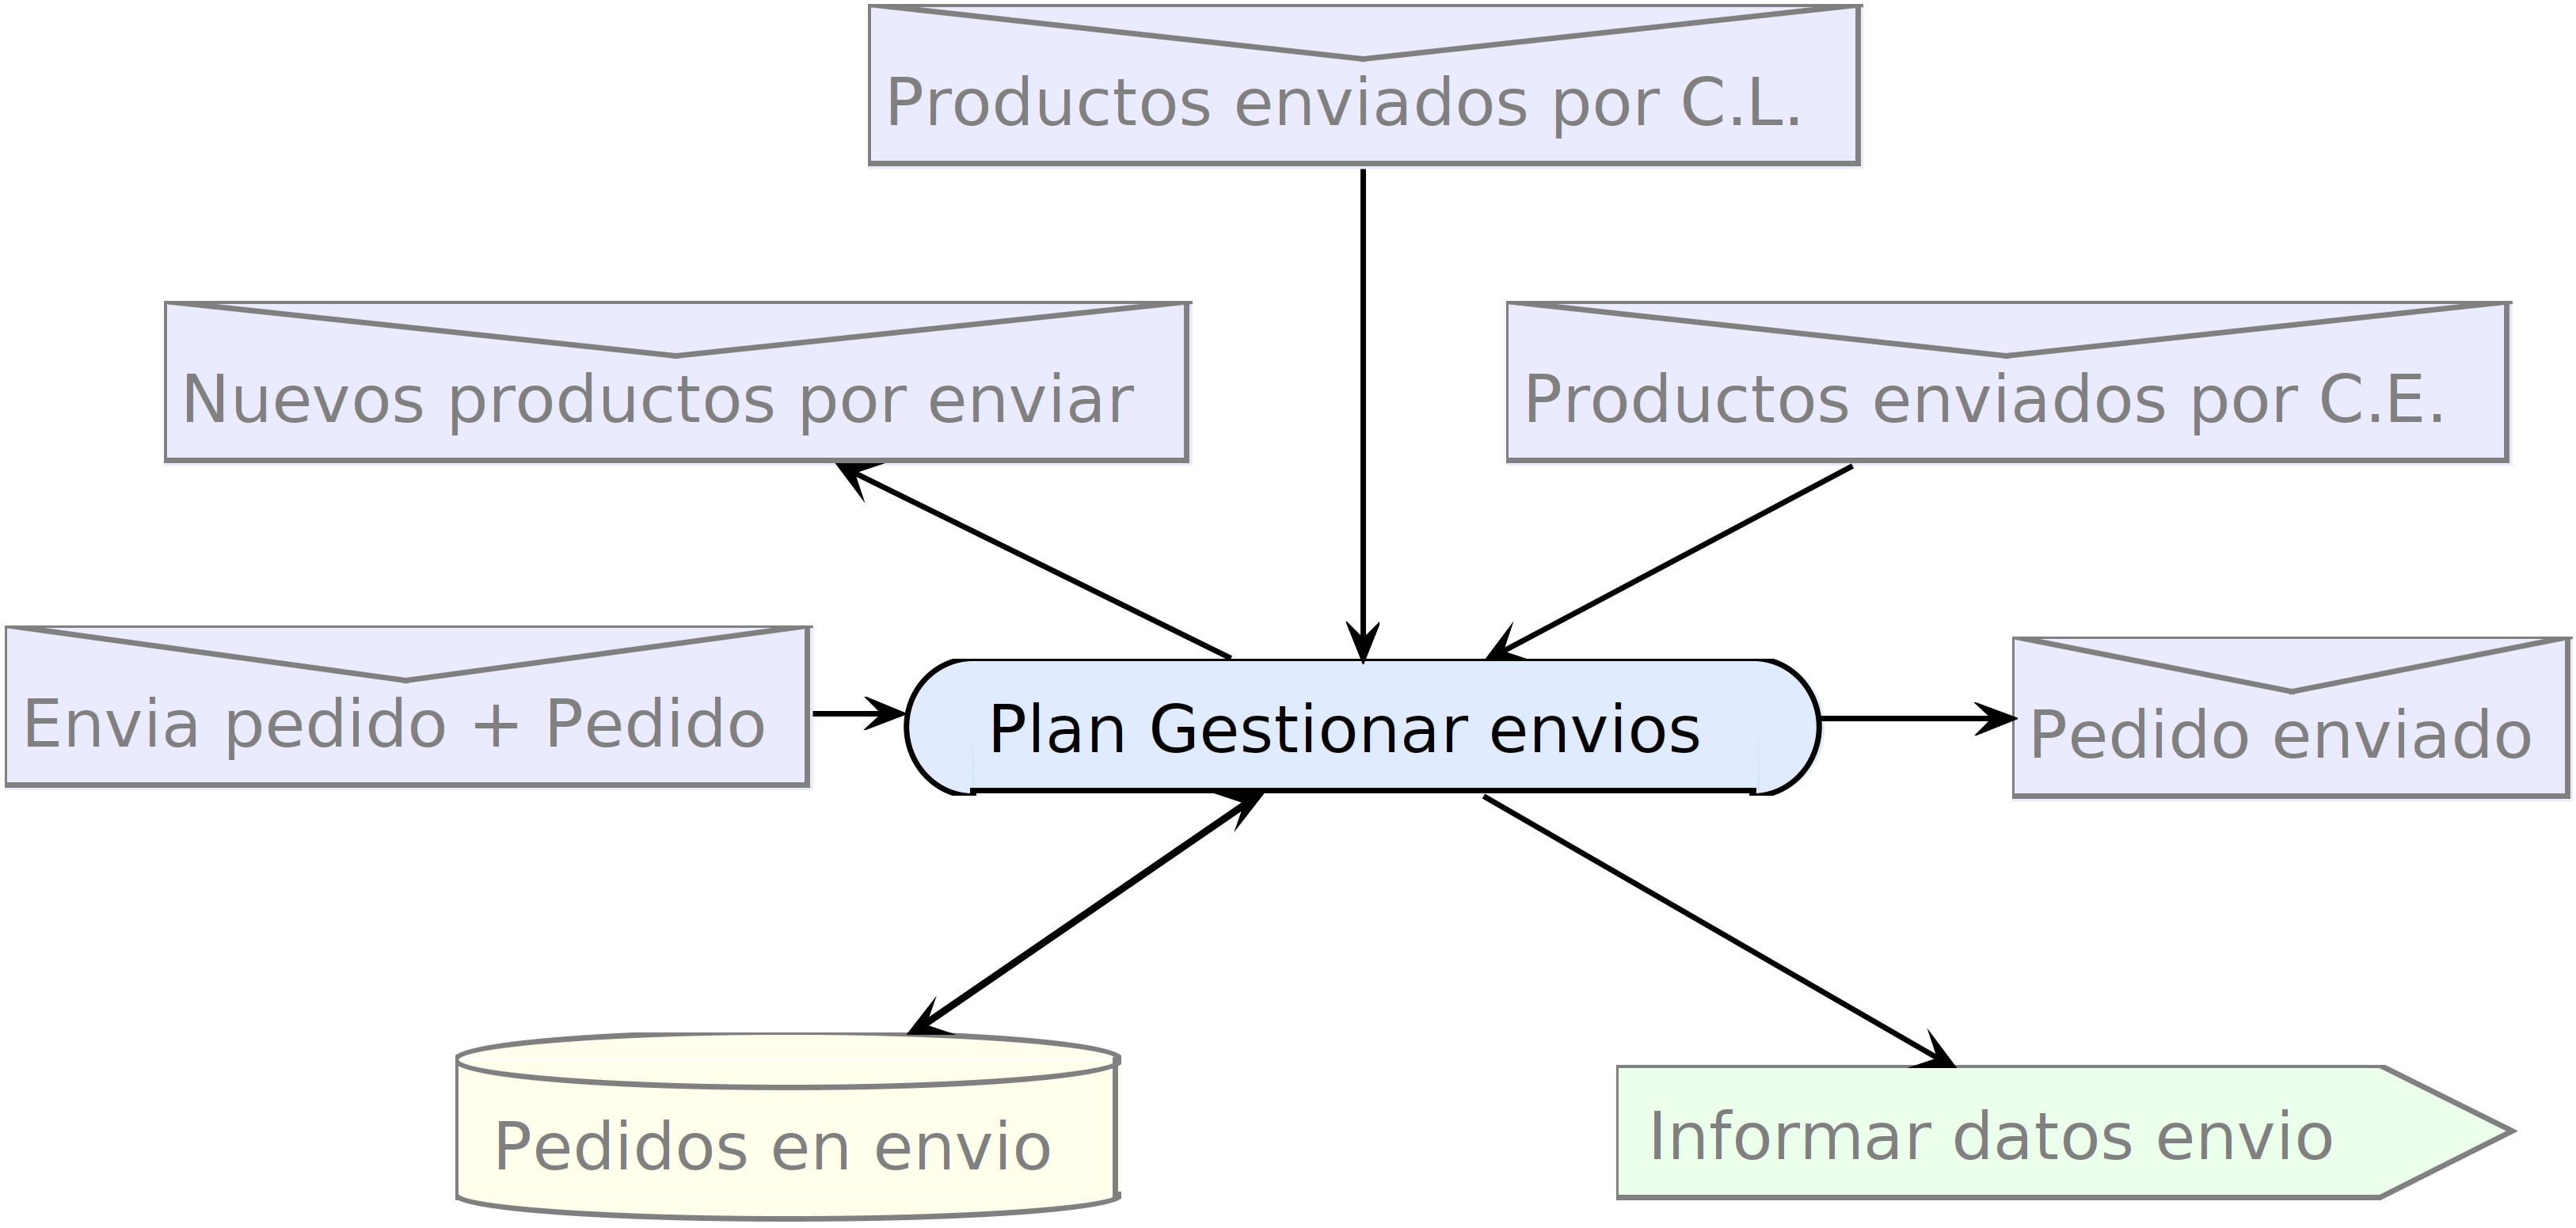 Productos enviados por C.L.
Nuevos productos por enviar
Productos enviados por C.E.
Envia pedido + Pedido
Plan Gestionar envios
Pedido enviado
Pedidos en envio
Informar datos envio